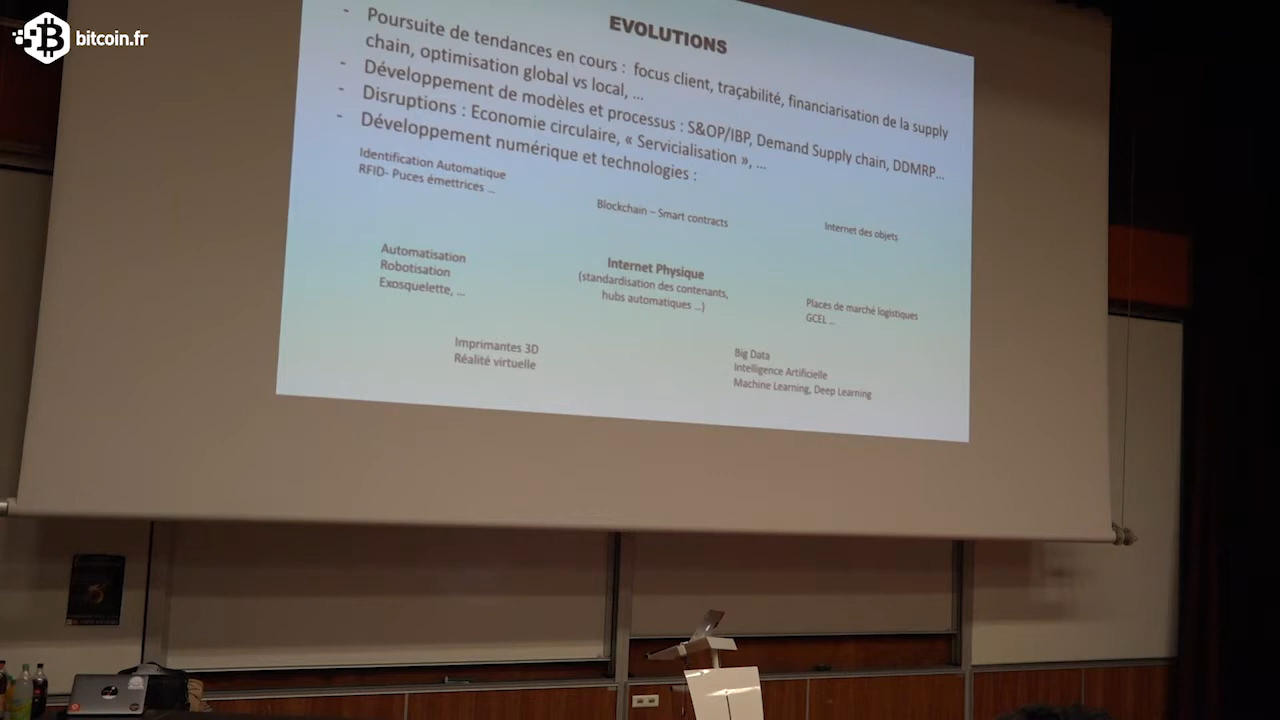 bitcoin.fr
EVOLUTIONS
- Poursuite de tendances en cours : focus client, traçabilité, financiarisation de la supply
chain, optimisation global vs local, ...
- Développement de modèles et processus : S&OP/IBP, Demand Supply chain, DDMRP...
- Disruptions : Economie circulaire, « Servicialisation », ...
- Développement numérique et technologies :
Identification Automatique
RFID- Puces émettrices ...
Blockchain – Smart contracts
Internet des objets
Automatisation
Robotisation
Exosquelette, ...
Internet Physique
(standardisation des contenants,
hubs automatiques ...)
Places de marché logistiques
GCEL ...
Imprimantes 3D
Réalité virtuelle
Big Data
Intelligence Artificielle
Machine Learning, Deep Learning